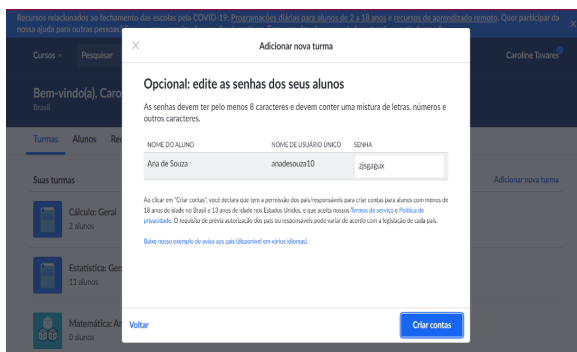 Recursos relacionados ao fechamento das escolas pela COVID-19: Programações diárias para alunos de 2 a 18 anos e recursos de aprendizado remoto. Quer participar da
nossa ajuda para outras pessoas?
Cursos
Pesquisar
Caroline Tavares
Bem-vindo(a), Caro
Brasil
Turmas Alunos Rec
Suas turmas
Adicionar nova turma
Cálculo: Geral
2 alunos
Estatística: Ger
11 alunos
Matemática: Ar
0 alunos
X
Adicionar nova turma
Opcional: edite as senhas dos seus alunos
As senhas devem ter pelo menos 8 caracteres e devem conter uma mistura de letras, números e
outros caracteres.
NOME DO ALUNO NOME DE USUÁRIO ÚNICO SENHA
Ana de Souza anadesouza10 zjsgagux
Ao clicar em "Criar contas", você declara que tem a permissão dos pais/responsáveis para criar contas para alunos com menos de
18 anos de idade no Brasil e 13 anos de idade nos Estados Unidos, e que aceita nossos Termos de serviço e Política de
privacidade. O requisito de prévia autorização dos pais ou responsáveis pode variar de acordo com a legislação de cada país.
Baixe nosso exemplo de aviso aos pais (disponível em vários idiomas).
Voltar
Criar contas